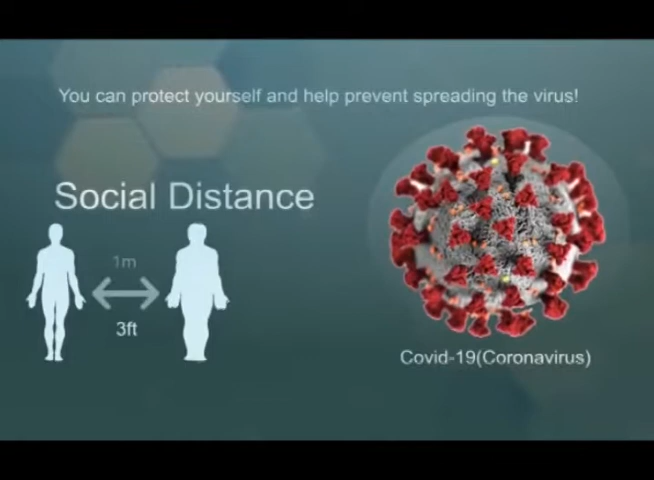 You can protect yourself and help prevent spreading the virus!
Social Distance
1m
3ft
Covid-19(Coronavirus)